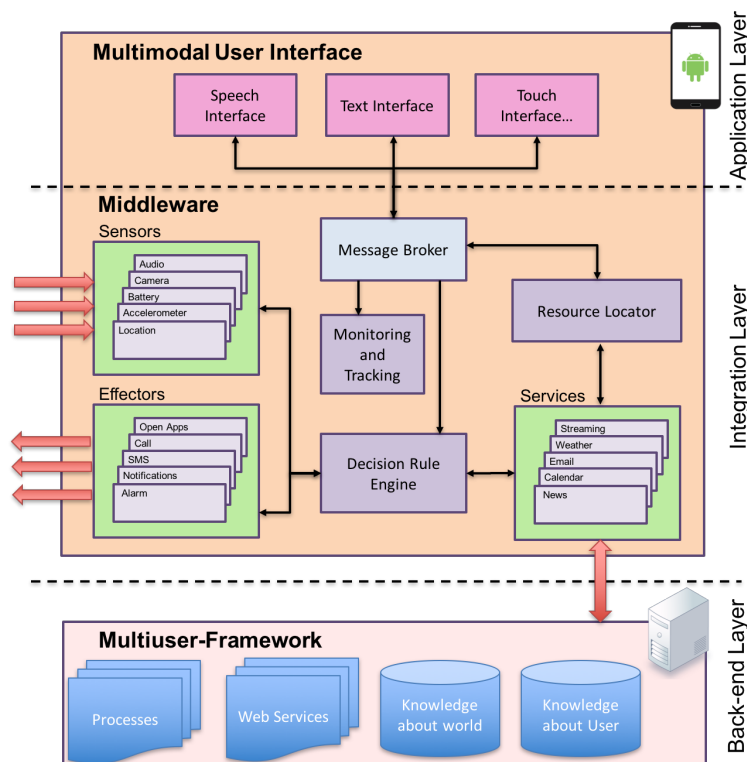 Multimodal User Interface
Speech
Interface
Text Interface
Touch
Interface...
Application Layer
Middleware
Sensors
Audio
Camera
Battery
Accelerometer
Location
Message Broker
Monitoring
and
Tracking
Resource Locator
Integration Layer
Effectors
Open Apps
Call
SMS
Notifications
Alarm
Decision Rule
Engine
Services
Streaming
Weather
Email
Calendar
News
Multiuser-Framework
Processes
Web Services
Knowledge
about world
Knowledge
about User
Back-end Layer